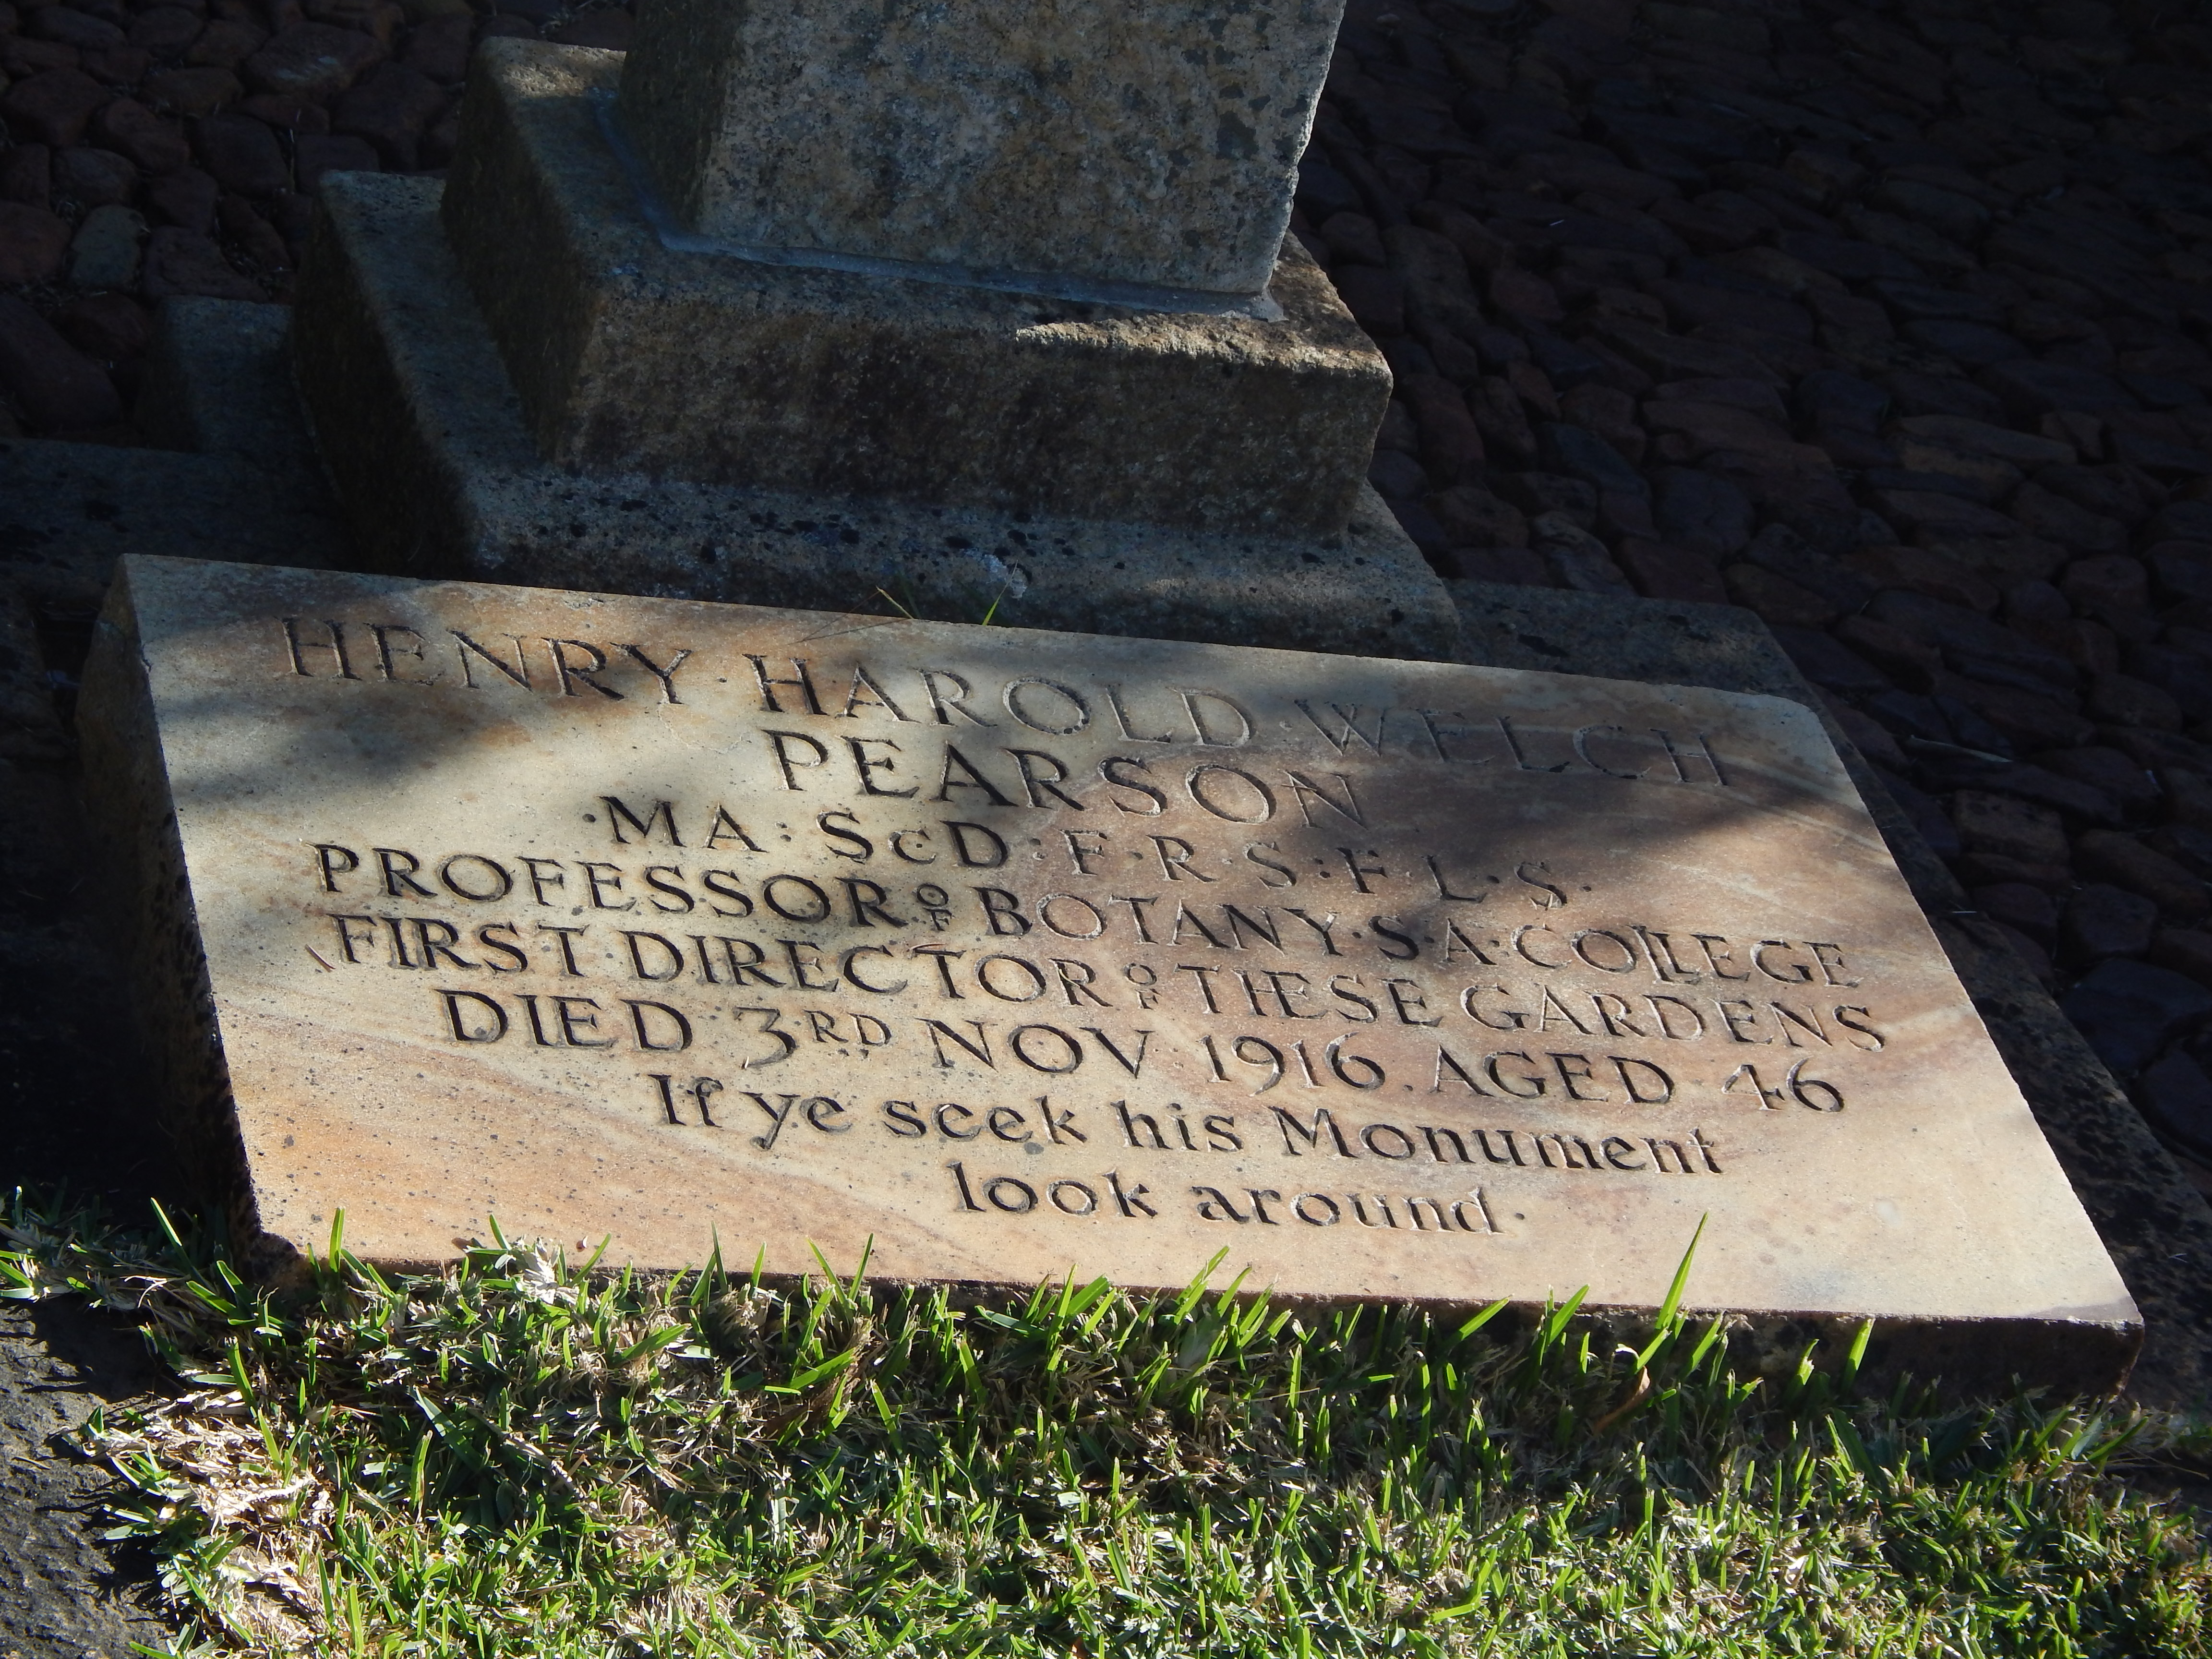 HENRY·HAROLD·WELCH
PEARSON
·MA: ScD:F·R·S:F·L·S·
PROFESSOR OF BOTANY·S·A·COLLEGE
FIRST DIRECTOR OF THESE GARDENS
DIED 3RD NOV 1916. AGED 46
If ye seek his Monument
look around·